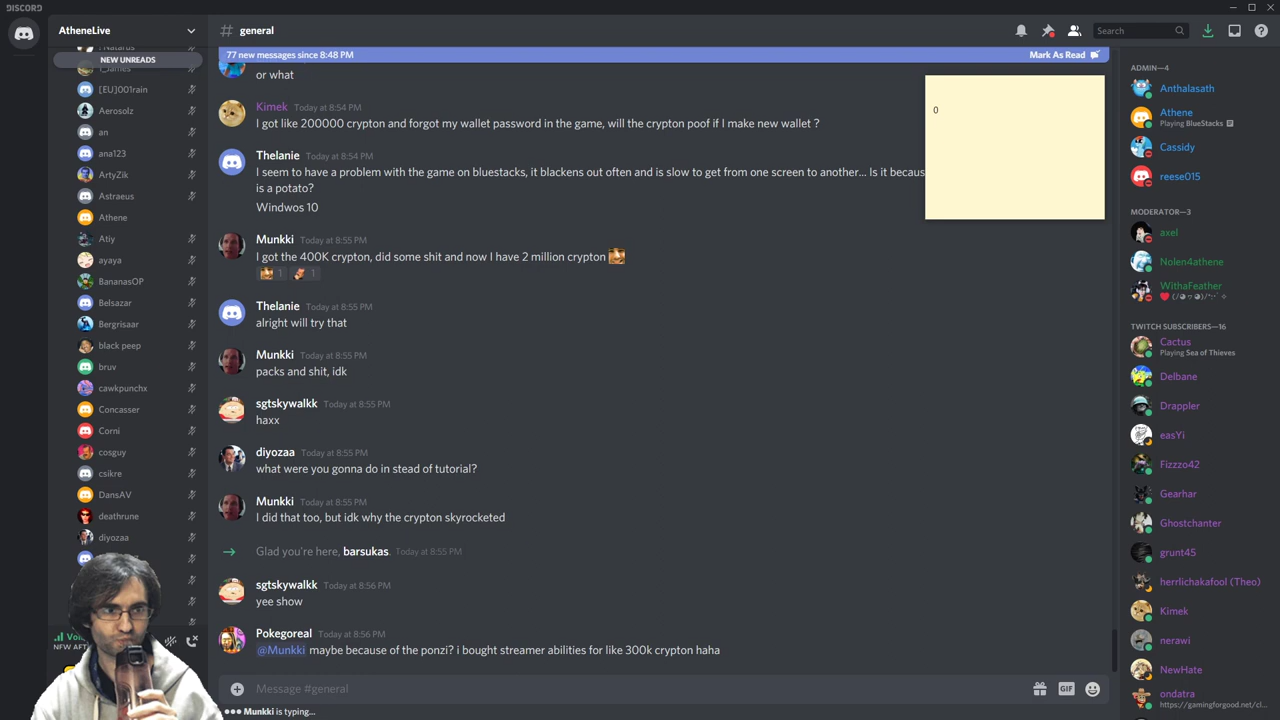 DISCORD
AtheneLive
general
Search
NEW UNREADS
[EU]001rain
Aerosolz
an
ana123
ArtyZik
Astraeus
Athene
Atiy
ayaya
BananasOP
Belsazar
Bergrisaar
black peep
bruv
cawkpunchx
Concasser
Corni
cosguy
csikre
DansAV
deathrune
diyozaa
77 new messages since 8:48 PM
Mark As Read
or what
Kimek Today at 8:54 PM
I got like 200000 crypton and forgot my wallet password in the game, will the crypton poof if I make new wallet ?
Thelanie Today at 8:54 PM
I seem to have a problem with the game on bluestacks, it blackens out often and is slow to get from one screen to another... Is it becaus
is a potato?
Windwos 10
Munkki Today at 8:55 PM
I got the 400K crypton, did some shit and now I have 2 million crypton
1 1
Thelanie Today at 8:55 PM
alright will try that
Munkki Today at 8:55 PM
packs and shit, idk
sgtskywalkk Today at 8:55 PM
haxx
diyozaa Today at 8:55 PM
what were you gonna do in stead of tutorial?
Munkki Today at 8:55 PM
I did that too, but idk why the crypton skyrocketed
Glad you're here, barsukas. Today at 8:55 PM
sgtskywalkk Today at 8:56 PM
yee show
Pokegoreal Today at 8:56 PM
@Munkki maybe because of the ponzi? i bought streamer abilities for like 300k crypton haha
Message #general
GIF
Munkki is typing...
0
ADMIN—4
Anthalasath
Athene
Playing BlueStacks
Cassidy
reese015
MODERATOR—3
axel
Nolen4athene
WithaFeather
TWITCH SUBSCRIBERS—16
Cactus
Playing Sea of Thieves
Delbane
Drappler
easYi
Fizzzo42
Gearhar
Ghostchanter
grunt45
herrlichakafool (Theo)
Kimek
nerawi
NewHate
ondatra
https://gamingforgood.net/cl...